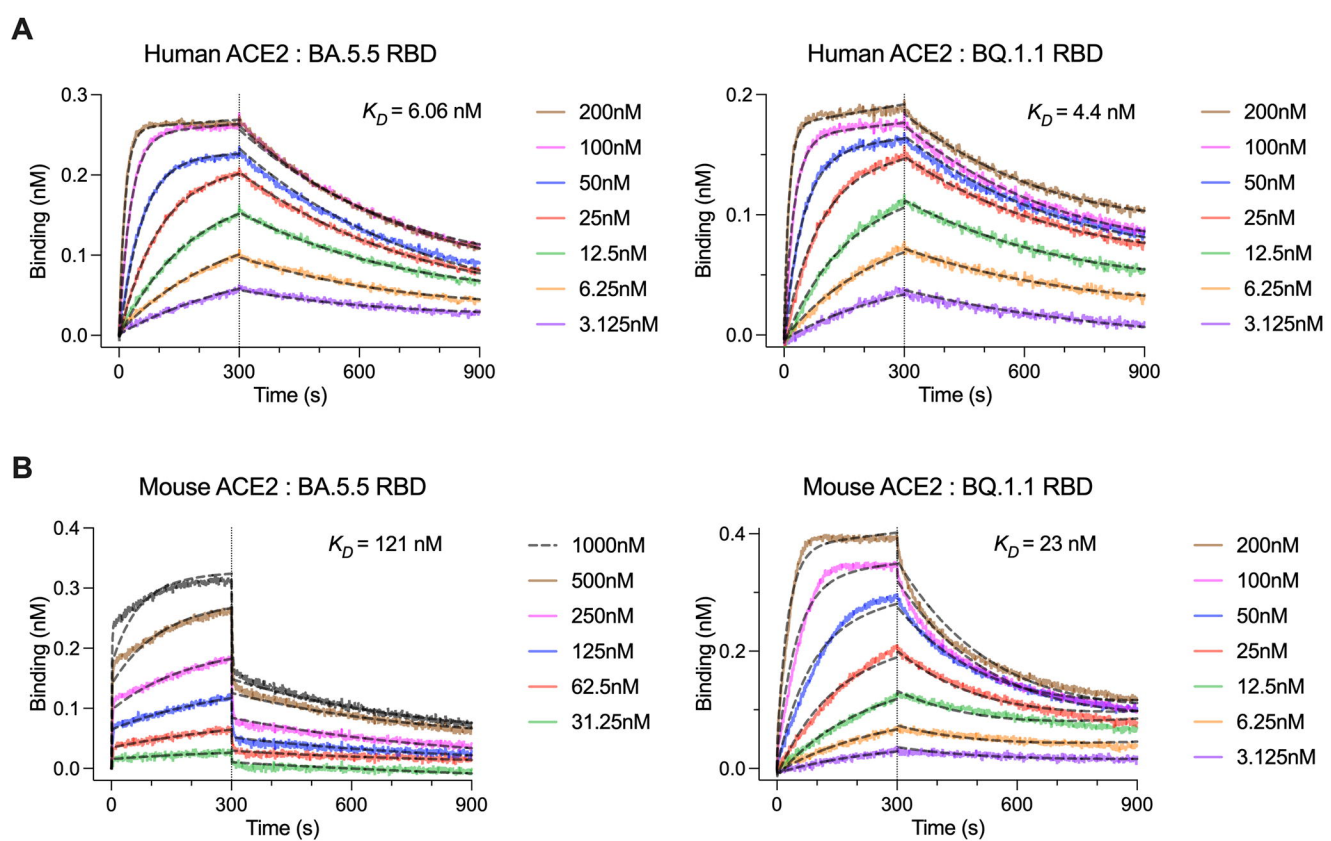 A
Human ACE2 : BA.5.5 RBD
K_D = 6.06 nM
Binding (nM)
0.3
0.2
0.1
0.0
0
300
600
900
Time (s)
200nM
100nM
50nM
25nM
12.5nM
6.25nM
3.125nM
Human ACE2 : BQ.1.1 RBD
K_D = 4.4 nM
Binding (nM)
0.2
0.1
0.0
0
300
600
900
Time (s)
200nM
100nM
50nM
25nM
12.5nM
6.25nM
3.125nM
B
Mouse ACE2 : BA.5.5 RBD
K_D = 121 nM
Binding (nM)
0.4
0.3
0.2
0.1
0.0
0
300
600
900
Time (s)
1000nM
500nM
250nM
125nM
62.5nM
31.25nM
Mouse ACE2 : BQ.1.1 RBD
K_D = 23 nM
Binding (nM)
0.4
0.2
0.0
0
300
600
900
Time (s)
200nM
100nM
50nM
25nM
12.5nM
6.25nM
3.125nM